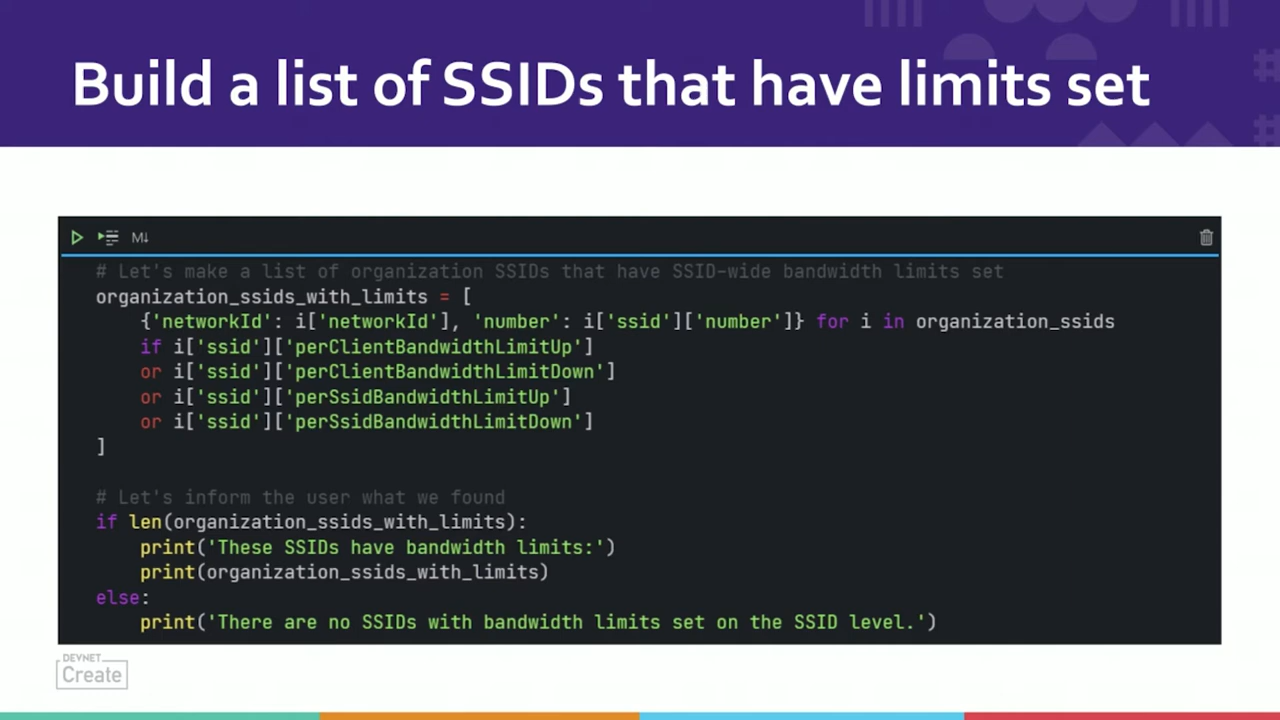 Build a list of SSIDs that have limits set
M↓
# Let's make a list of organization SSIDs that have SSID-wide bandwidth limits set
organization_ssids_with_limits = [
    {'networkId': i['networkId'], 'number': i['ssid']['number']} for i in organization_ssids
    if i['ssid']['perClientBandwidthLimitUp']
    or i['ssid']['perClientBandwidthLimitDown']
    or i['ssid']['perSsidBandwidthLimitUp']
    or i['ssid']['perSsidBandwidthLimitDown']
]
# Let's inform the user what we found
if len(organization_ssids_with_limits):
    print('These SSIDs have bandwidth limits:')
    print(organization_ssids_with_limits)
else:
    print('There are no SSIDs with bandwidth limits set on the SSID level.')
DEVNET
Create